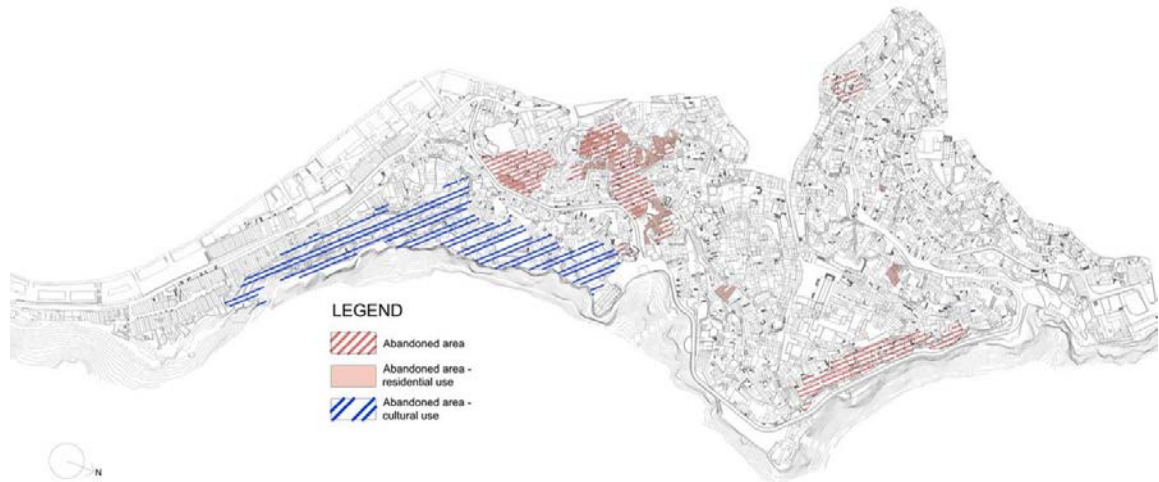 LEGEND
Abandoned area
Abandoned area -
residential use
Abandoned area -
cultural use
N